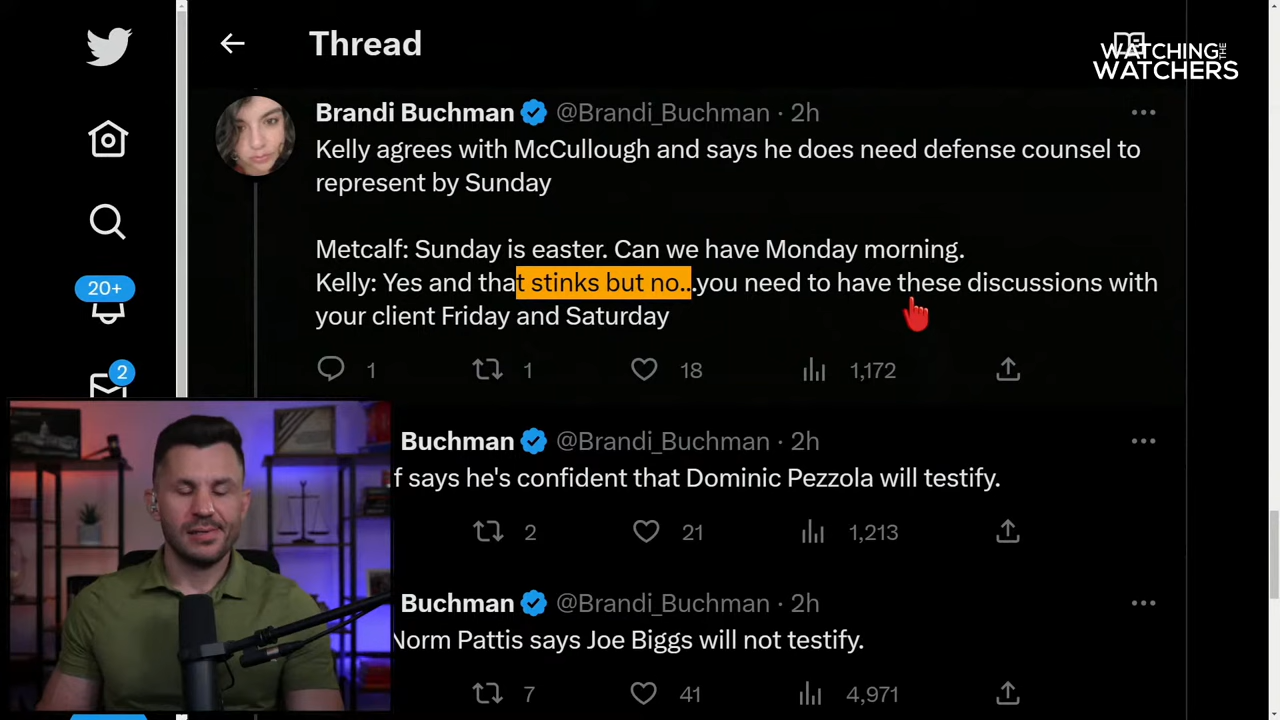 Thread
WATCHING THE
WATCHERS
Brandi Buchman @Brandi_Buchman · 2h
Kelly agrees with McCullough and says he does need defense counsel to
represent by Sunday
Metcalf: Sunday is easter. Can we have Monday morning.
Kelly: Yes and that stinks but no...you need to have these discussions with
your client Friday and Saturday
1 1 18 1,172
20+
2
Buchman @Brandi_Buchman · 2h
f says he's confident that Dominic Pezzola will testify.
2 21 1,213
Buchman @Brandi_Buchman · 2h
Norm Pattis says Joe Biggs will not testify.
7 41 4,971